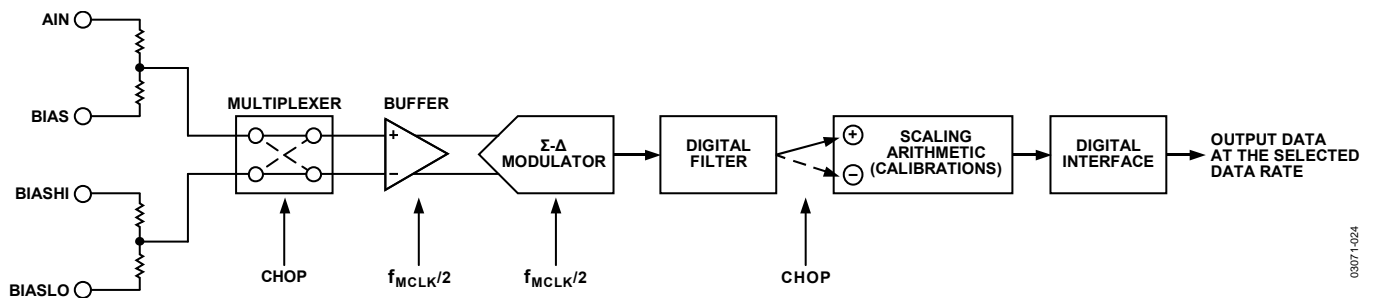 AIN
BIAS
BIASHI
BIASLO
MULTIPLEXER
CHOP
BUFFER
+
−
fMCLK/2
Σ-Δ
MODULATOR
fMCLK/2
DIGITAL
FILTER
CHOP
+
−
SCALING
ARITHMETIC
(CALIBRATIONS)
DIGITAL
INTERFACE
OUTPUT DATA
AT THE SELECTED
DATA RATE
03071-024